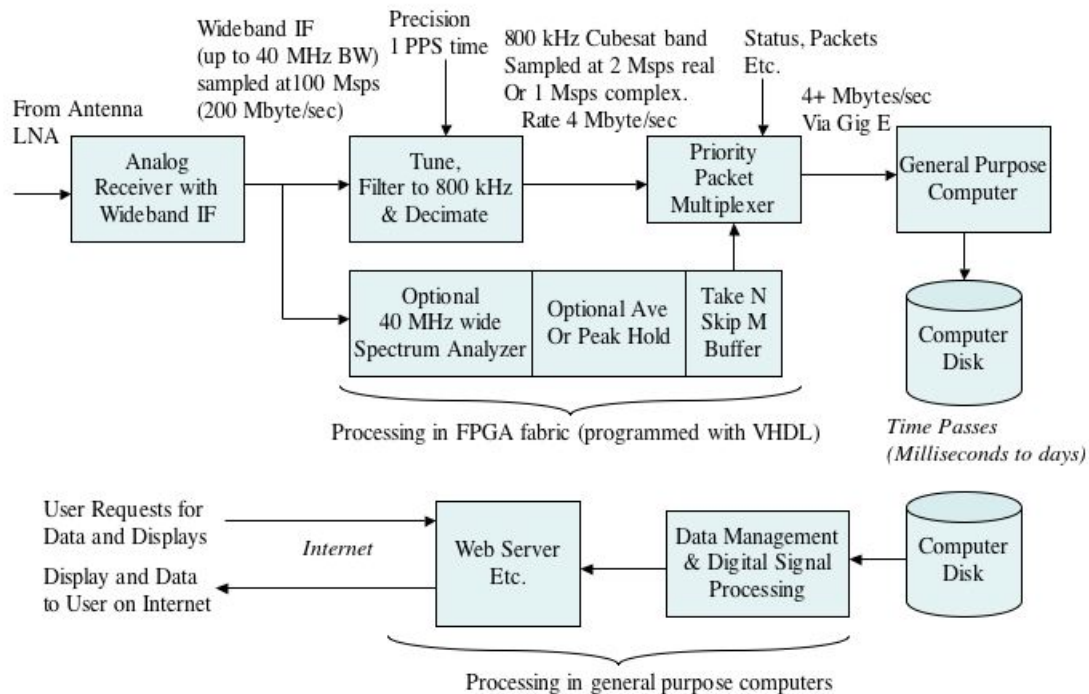 Wideband IF
(up to 40 MHz BW)
sampled at100 Msps
(200 Mbyte/sec)
Precision
1 PPS time
800 kHz Cubesat band
Sampled at 2 Msps real
Or 1 Msps complex.
Rate 4 Mbyte/sec
Status, Packets
Etc.
4+ Mbytes/sec
Via Gig E
From Antenna
LNA
Analog
Receiver with
Wideband IF
Tune,
Filter to 800 kHz
& Decimate
Priority
Packet
Multiplexer
General Purpose
Computer
Optional
40 MHz wide
Spectrum Analyzer
Optional Ave
Or Peak Hold
Take N
Skip M
Buffer
Computer
Disk
Processing in FPGA fabric (programmed with VHDL)
Time Passes
(Milliseconds to days)
User Requests for
Data and Displays
Internet
Display and Data
to User on Internet
Web Server
Etc.
Data Management
& Digital Signal
Processing
Computer
Disk
Processing in general purpose computers